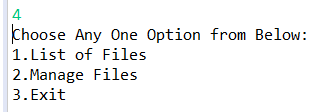 4
Choose Any One Option from Below:
1.List of Files
2.Manage Files
3.Exit